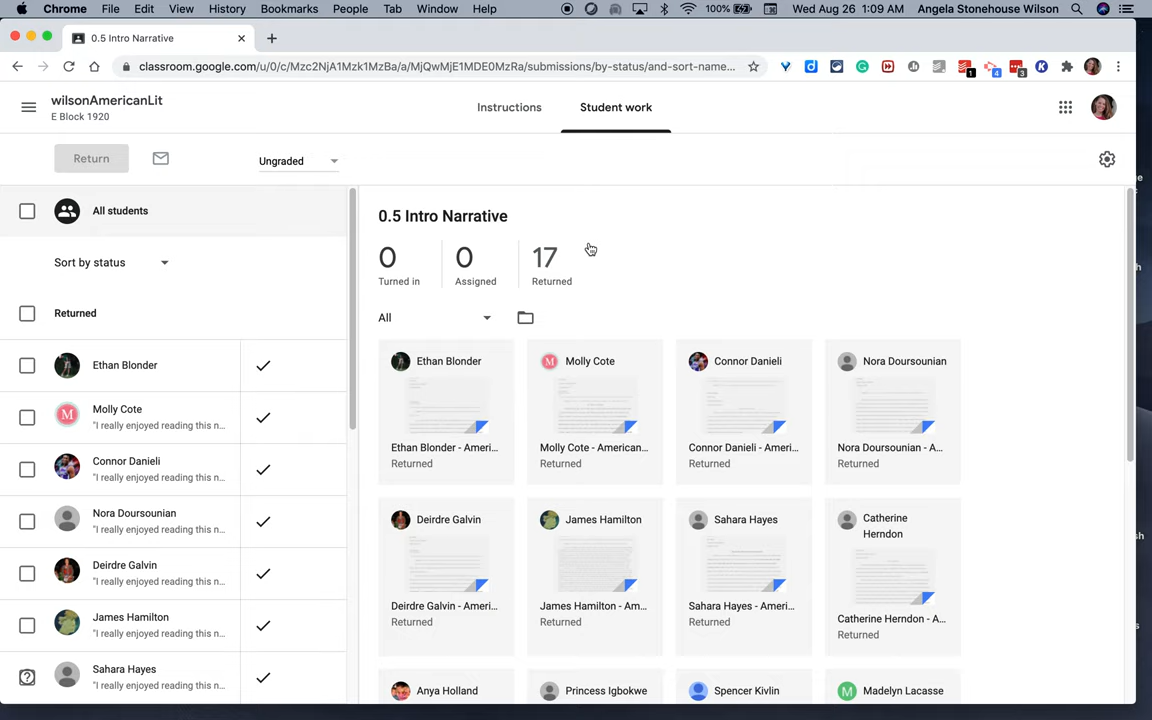 Chrome File Edit View History Bookmarks People Tab Window Help 100% Wed Aug 26 1:09 AM Angela Stonehouse Wilson
0.5 Intro Narrative
classroom.google.com/u/0/c/Mzc2NjA1Mzk1MzBa/a/MjQwMjE1MDE0MzRa/submissions/by-status/and-sort-name...
1 4 3
wilsonAmericanLit
E Block 1920
Instructions Student work
Return Ungraded
All students
Sort by status
Returned
Ethan Blonder
M Molly Cote
"I really enjoyed reading this n...
Connor Danieli
"I really enjoyed reading this n...
Nora Doursounian
"I really enjoyed reading this n...
Deirdre Galvin
"I really enjoyed reading this n...
James Hamilton
"I really enjoyed reading this n...
Sahara Hayes
"I really enjoyed reading this n...
0.5 Intro Narrative
0 0 17
Turned in Assigned Returned
All
Ethan Blonder M Molly Cote Connor Danieli Nora Doursounian
Ethan Blonder - Ameri... Molly Cote - American... Connor Danieli - Ameri... Nora Doursounian - A...
Returned Returned Returned Returned
Deirdre Galvin James Hamilton Sahara Hayes Catherine
Herndon
Deirdre Galvin - Ameri... James Hamilton - Am... Sahara Hayes - Ameri... Catherine Herndon - A...
Returned Returned Returned Returned
Anya Holland Princess Igbokwe Spencer Kivlin M Madelyn Lacasse